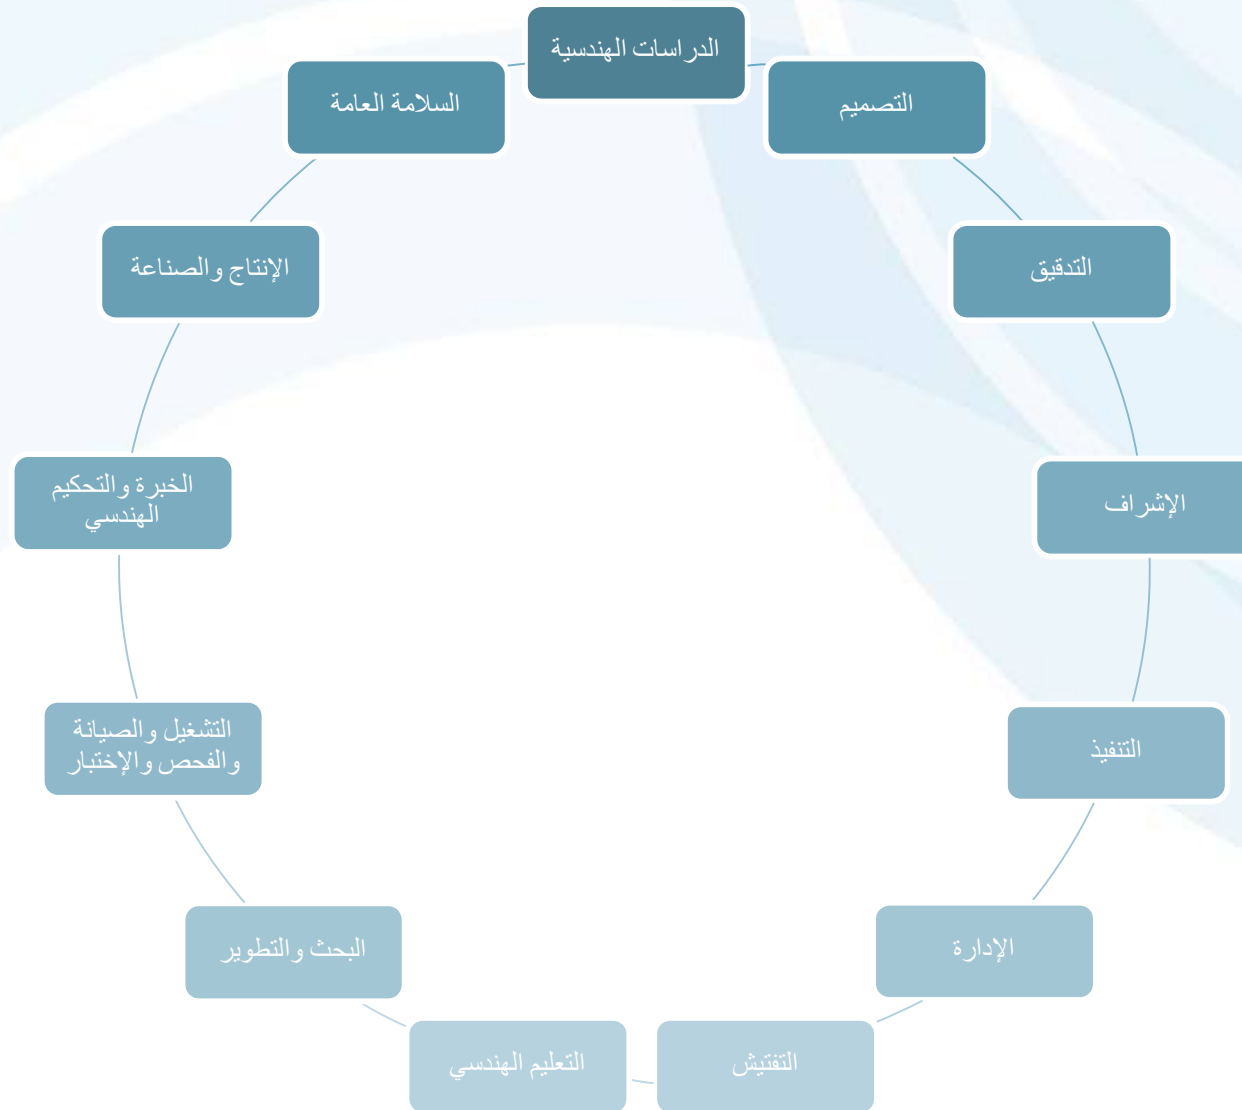 الدراسات الهندسية
التصميم
التدقيق
الإشراف
التنفيذ
الإدارة
التفتيش
التعليم الهندسي
البحث والتطوير
التشغيل والصيانة
والفحص والإختبار
الخبرة والتحكيم
الهندسي
الإنتاج والصناعة
السلامة العامة